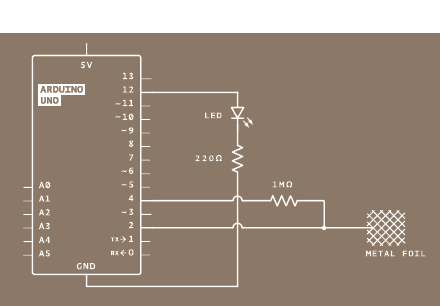 5V
ARDUINO
UNO
13
12
~11
~10
~9
8
7
~6
~5
4
~3
2
TX→1
RX←0
A0
A1
A2
A3
A4
A5
GND
LED
220Ω
1MΩ
METAL FOIL